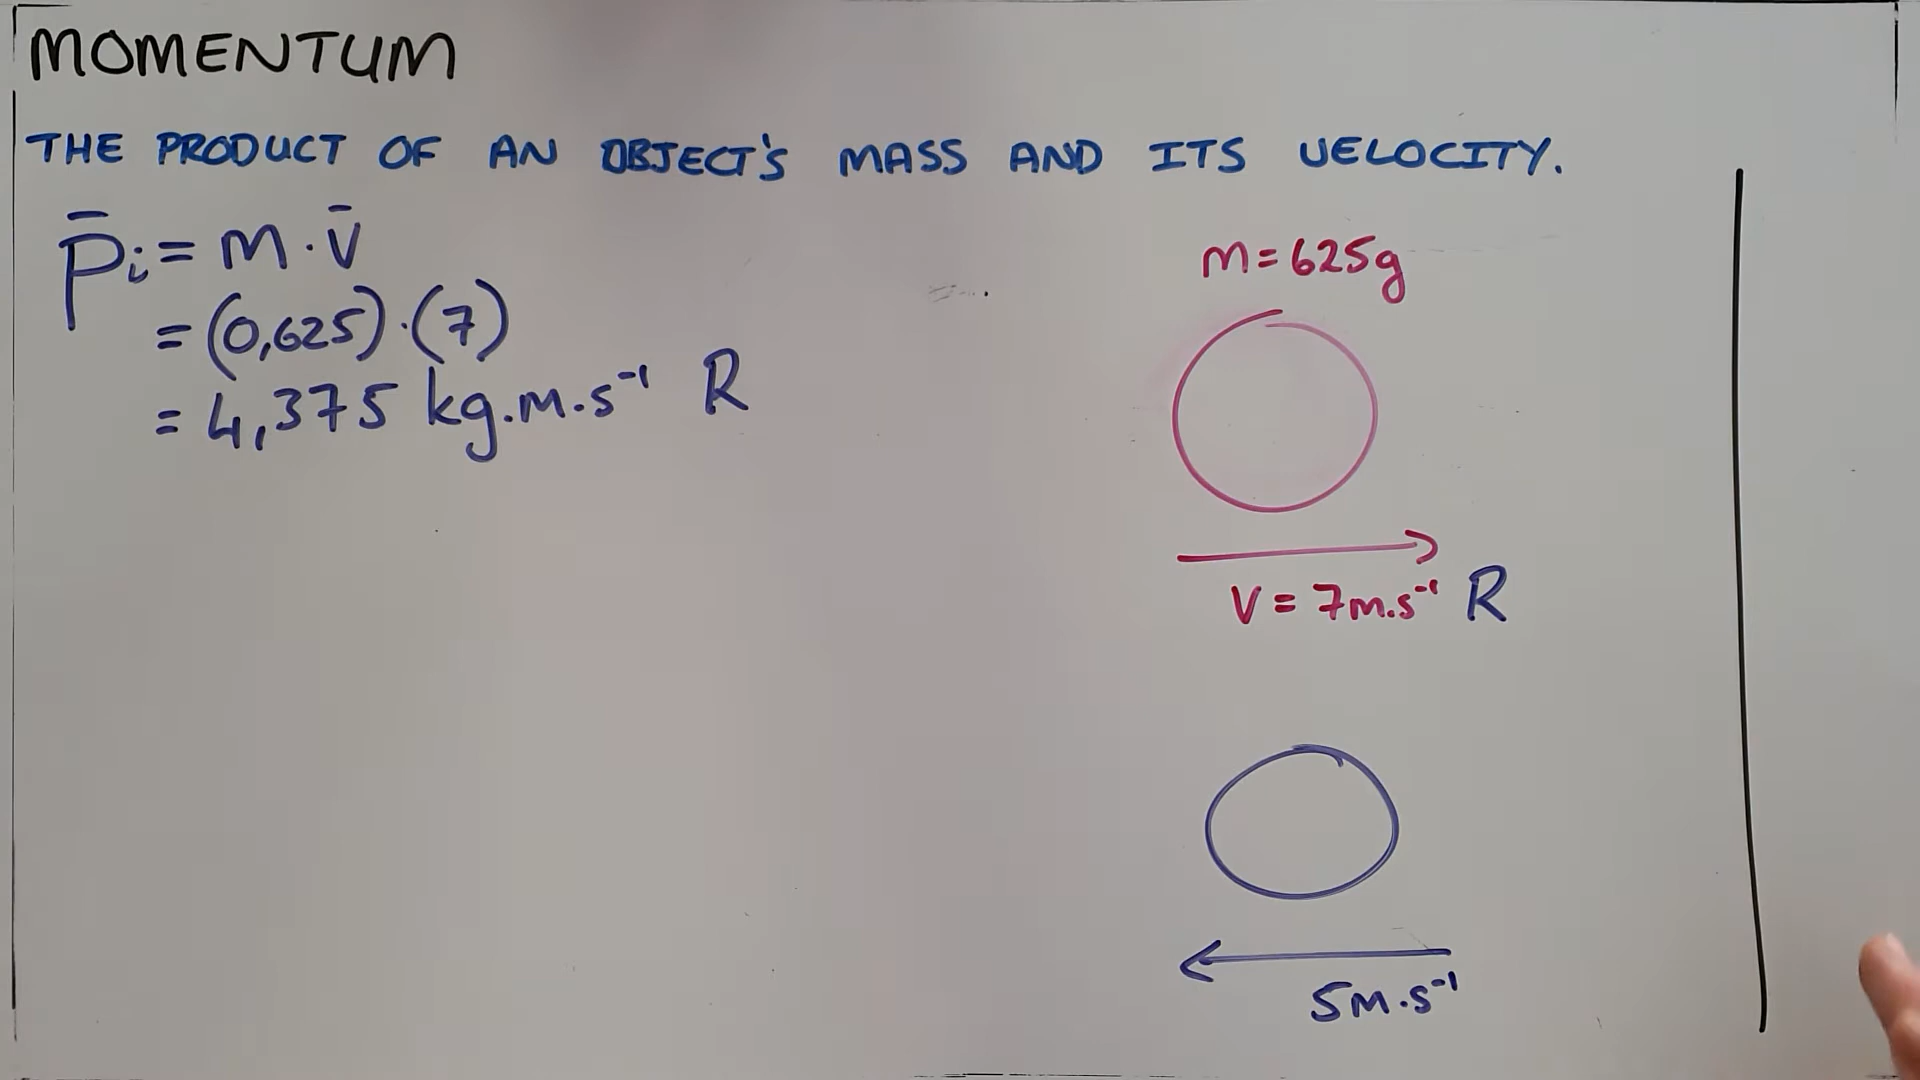 MOMENTUM
THE PRODUCT OF AN OBJECT'S MASS AND ITS VELOCITY.
p̄ᵢ = m · v̄
= (0,625) · (7)
= 4,375 kg.m.s⁻¹ R
m = 625g
V = 7m.s⁻¹ R
5m.s⁻¹